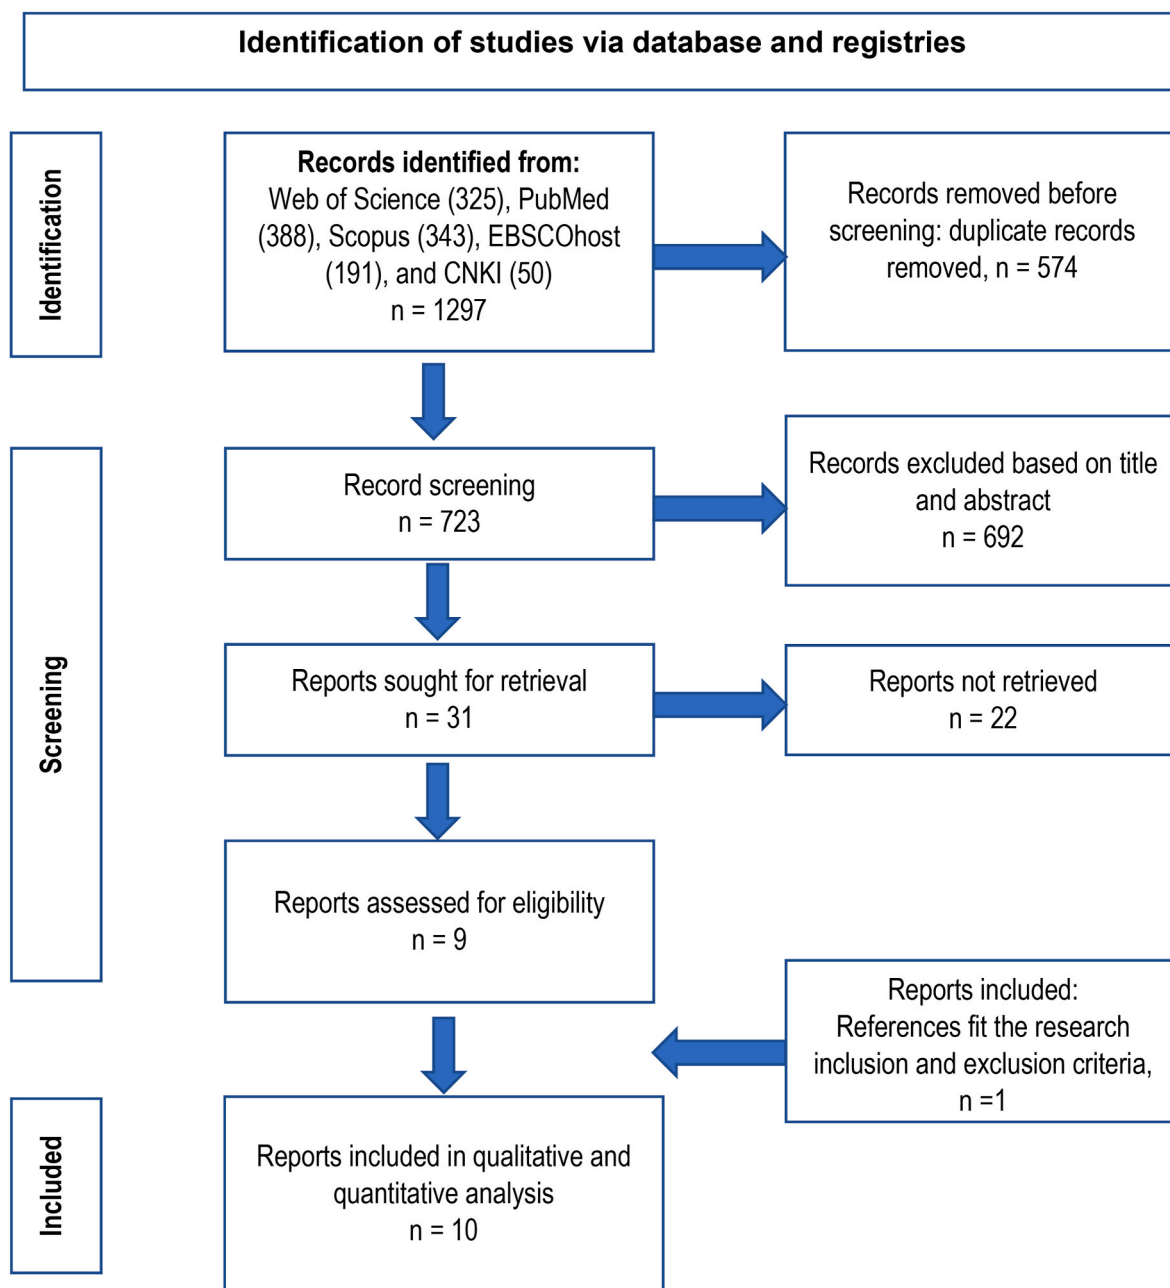 Identification of studies via database and registries
Identification
Records identified from:
Web of Science (325), PubMed
(388), Scopus (343), EBSCOhost
(191), and CNKI (50)
n = 1297
Records removed before
screening: duplicate records
removed, n = 574
Screening
Record screening
n = 723
Records excluded based on title
and abstract
n = 692
Reports sought for retrieval
n = 31
Reports not retrieved
n = 22
Reports assessed for eligibility
n = 9
Reports included:
References fit the research
inclusion and exclusion criteria,
n =1
Included
Reports included in qualitative and
quantitative analysis
n = 10